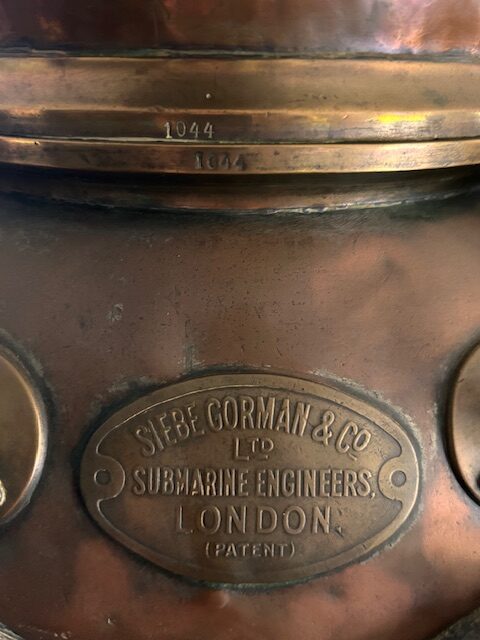 1044
1044
SIEBE GORMAN & CO
LTD
SUBMARINE ENGINEERS,
LONDON.
(PATENT)